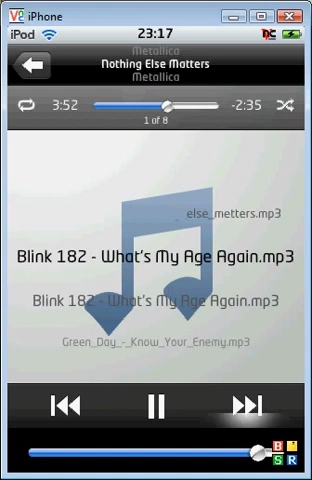 iPhone
iPod
23:17
Metallica
Nothing Else Matters
Metallica
3:52
-2:35
1 of 8
else_metters.mp3
Blink 182 - What's My Age Again.mp3
Blink 182 - What's My Age Again.mp3
Green_Day_-_Know_Your_Enemy.mp3
B
S R